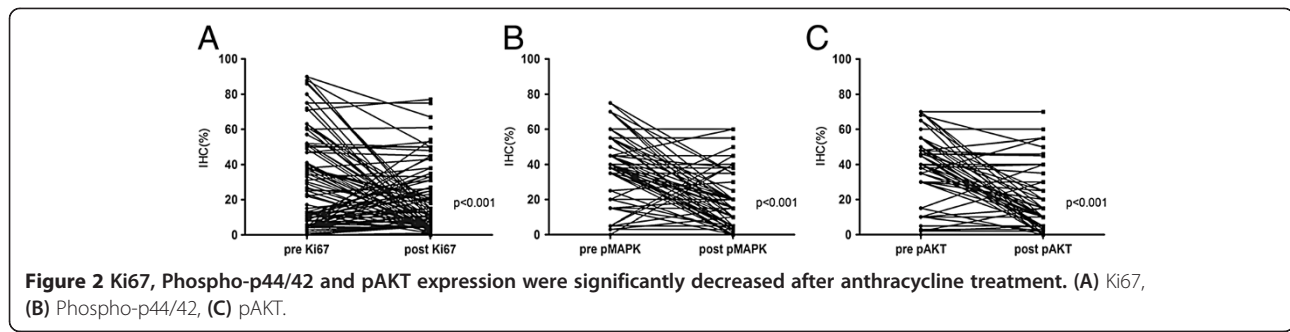 A
B
C
100
80
60
40
20
0
IHC(%)
p<0.001
pre Ki67
post Ki67
100
80
60
40
20
0
IHC(%)
p<0.001
pre pMAPK
post pMAPK
100
80
60
40
20
0
IHC(%)
p<0.001
pre pAKT
post pAKT
Figure 2 Ki67, Phospho-p44/42 and pAKT expression were significantly decreased after anthracycline treatment. (A) Ki67,
(B) Phospho-p44/42, (C) pAKT.